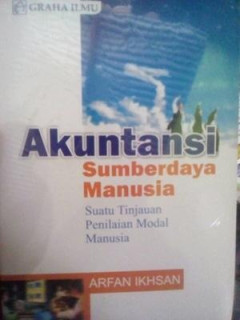 GRAHA ILMU
Akuntansi
Sumberdaya
Manusia
Suatu Tinjauan
Penilaian Modal
Manusia
ARFAN IKHSAN